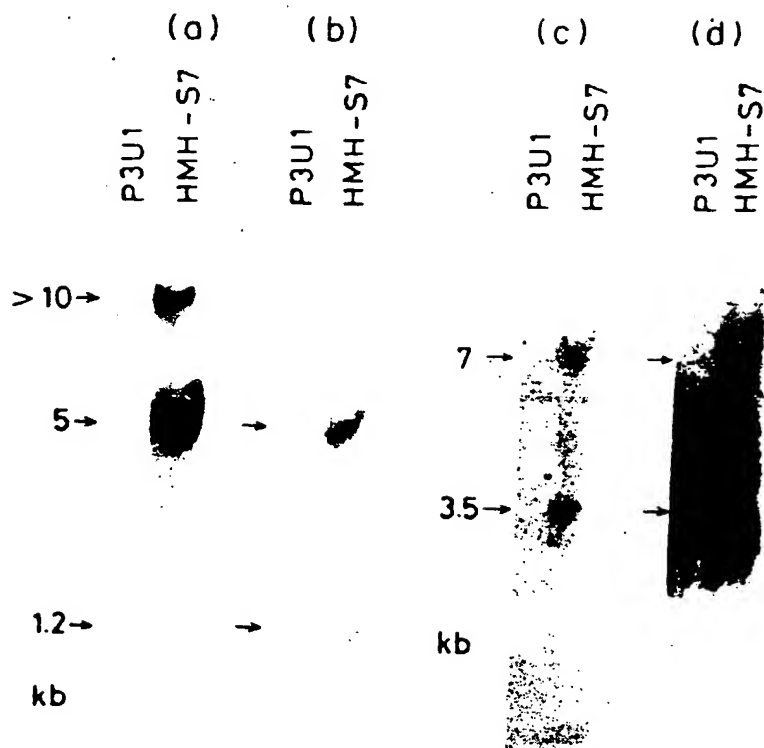 (a) (b) (c) (d)
P3U1 HMH-S7 P3U1 HMH-S7 P3U1 HMH-S7 P3U1 HMH-S7
> 10→
7 → →
5 → →
3.5→ →
1.2→ →
kb
kb